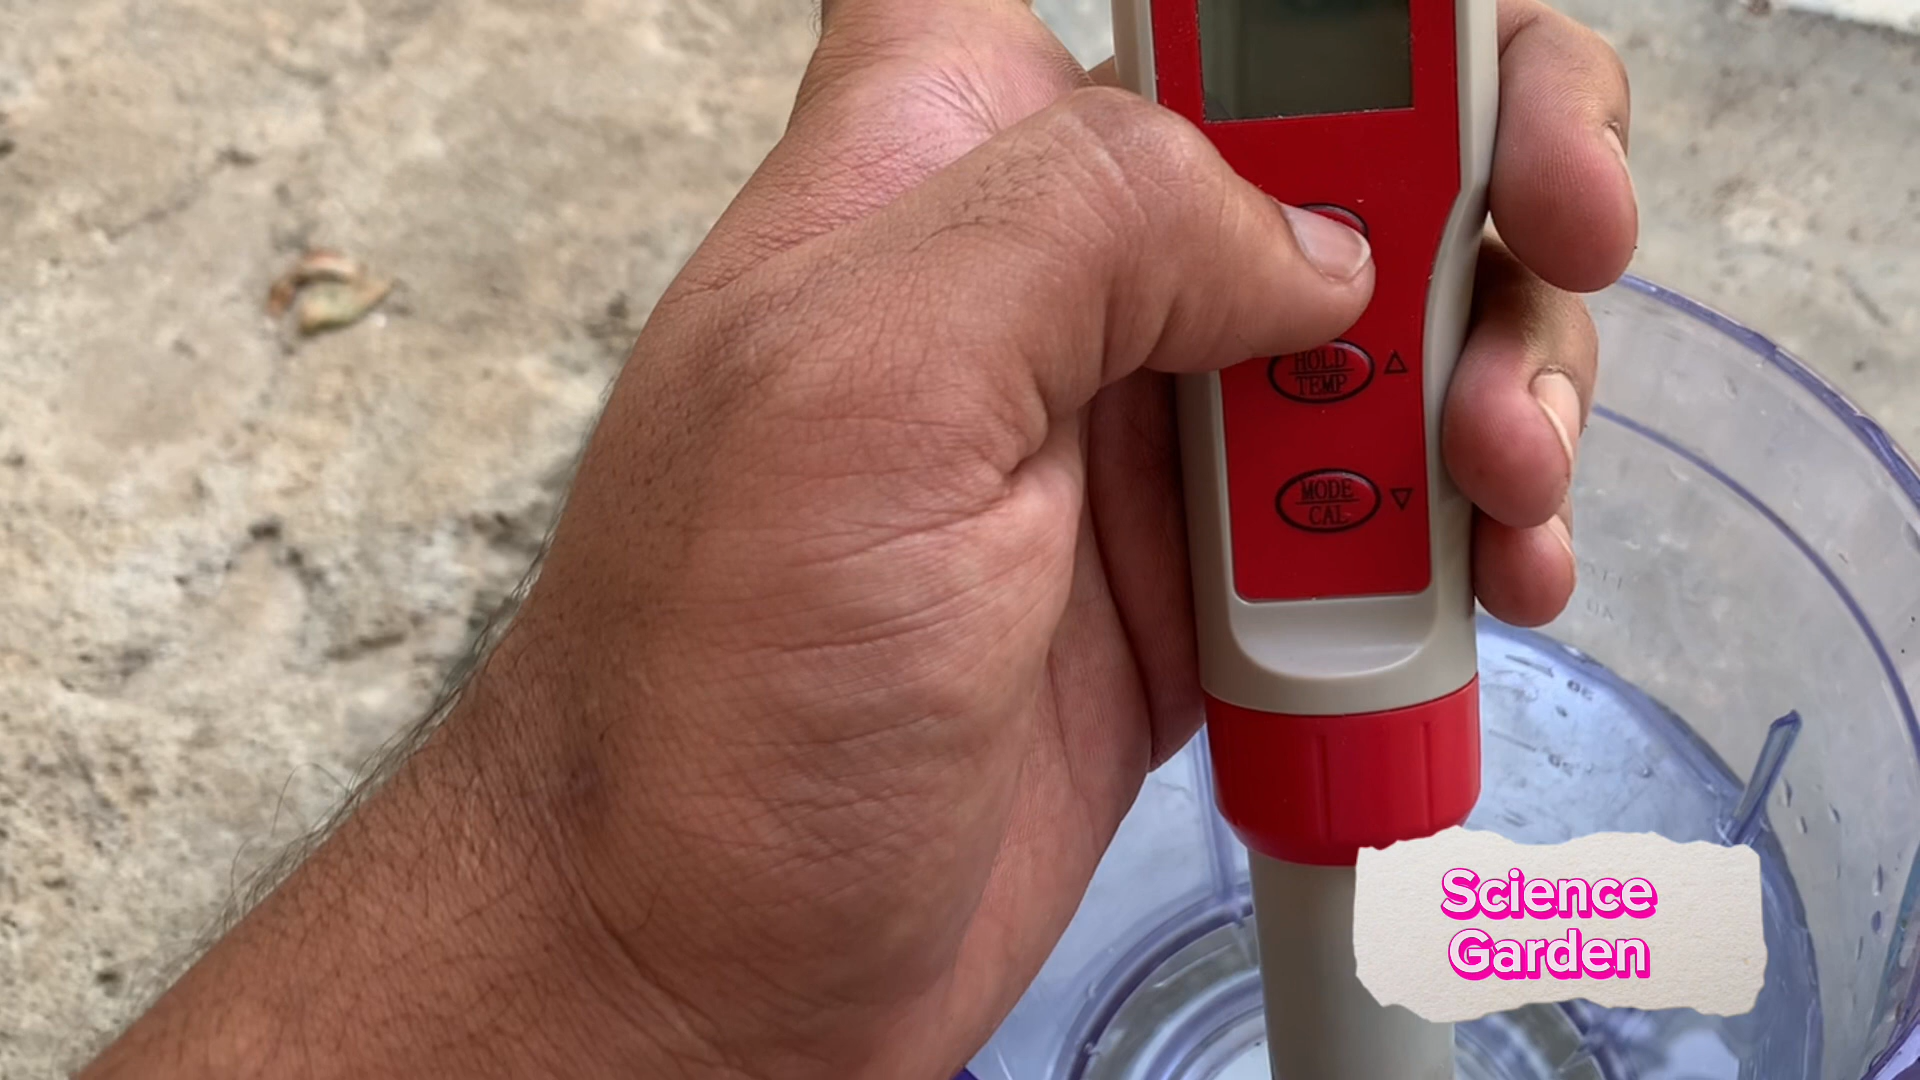 HOLD
TEMP
△
MODE
CAL
▽
Science
Garden